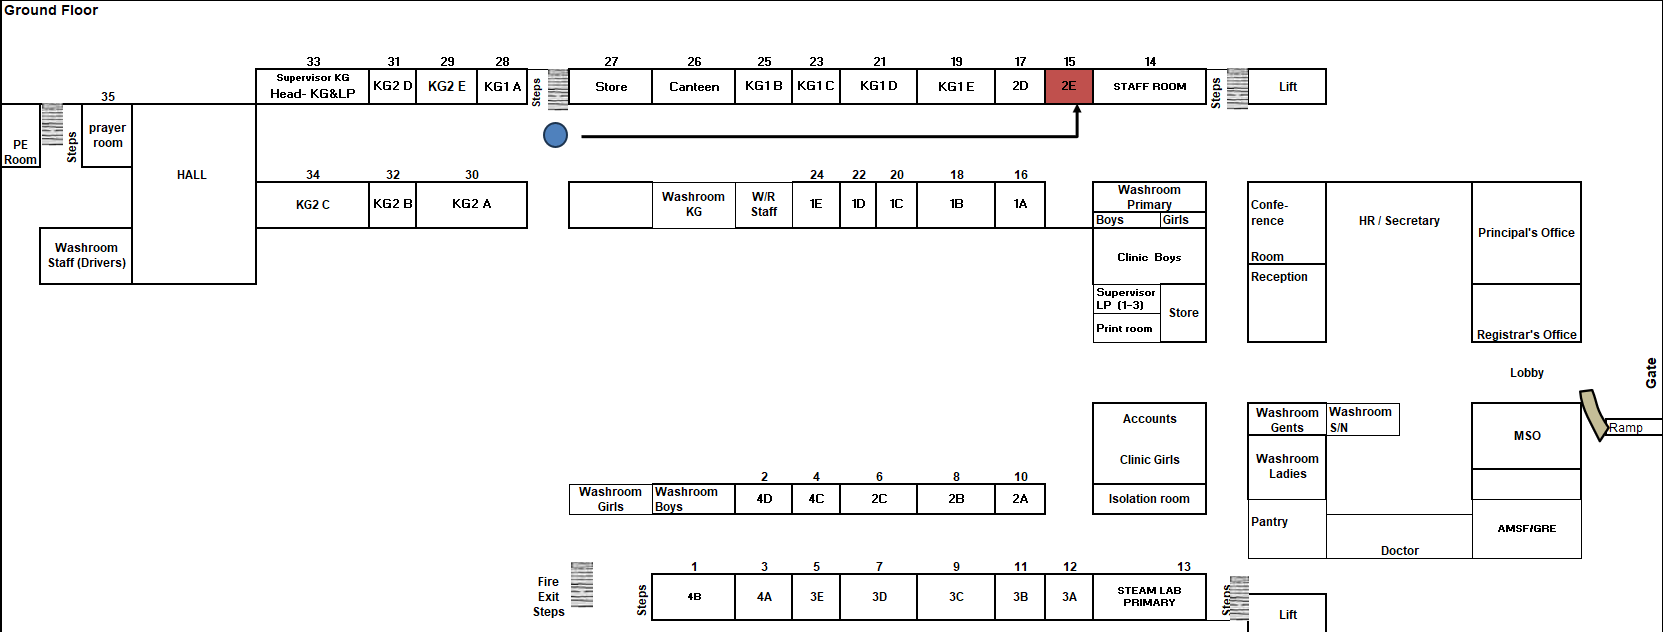 Ground Floor
33 31 29 28 27 26 25 23 21 19 17 15 14
Supervisor KG
Head- KG&LP
KG2 D
KG2 E
KG1 A
Steps
Store
Canteen
KG1 B
KG1 C
KG1 D
KG1 E
2D
2E
STAFF ROOM
Steps
Lift
35
PE
Room
Steps
prayer
room
HALL
34 32 30 24 22 20 18 16
KG2 C
KG2 B
KG2 A
Washroom
KG
W/R
Staff
1E
1D
1C
1B
1A
Washroom
Primary
Boys
Girls
Clinic Boys
Supervisor
LP (1-3)
Print room
Store
Washroom
Staff (Drivers)
Confe-
rence
Room
Reception
HR / Secretary
Principal's Office
Registrar's Office
Lobby
Gate
Ramp
Accounts
Clinic Girls
Isolation room
Washroom
Gents
Washroom
S/N
Washroom
Ladies
Pantry
Doctor
MSO
AMSF/GRE
2 4 6 8 10
Washroom
Girls
Washroom
Boys
4D
4C
2C
2B
2A
1 3 5 7 9 11 12 13
Fire
Exit
Steps
Steps
4B
4A
3E
3D
3C
3B
3A
STEAM LAB
PRIMARY
Steps
Lift